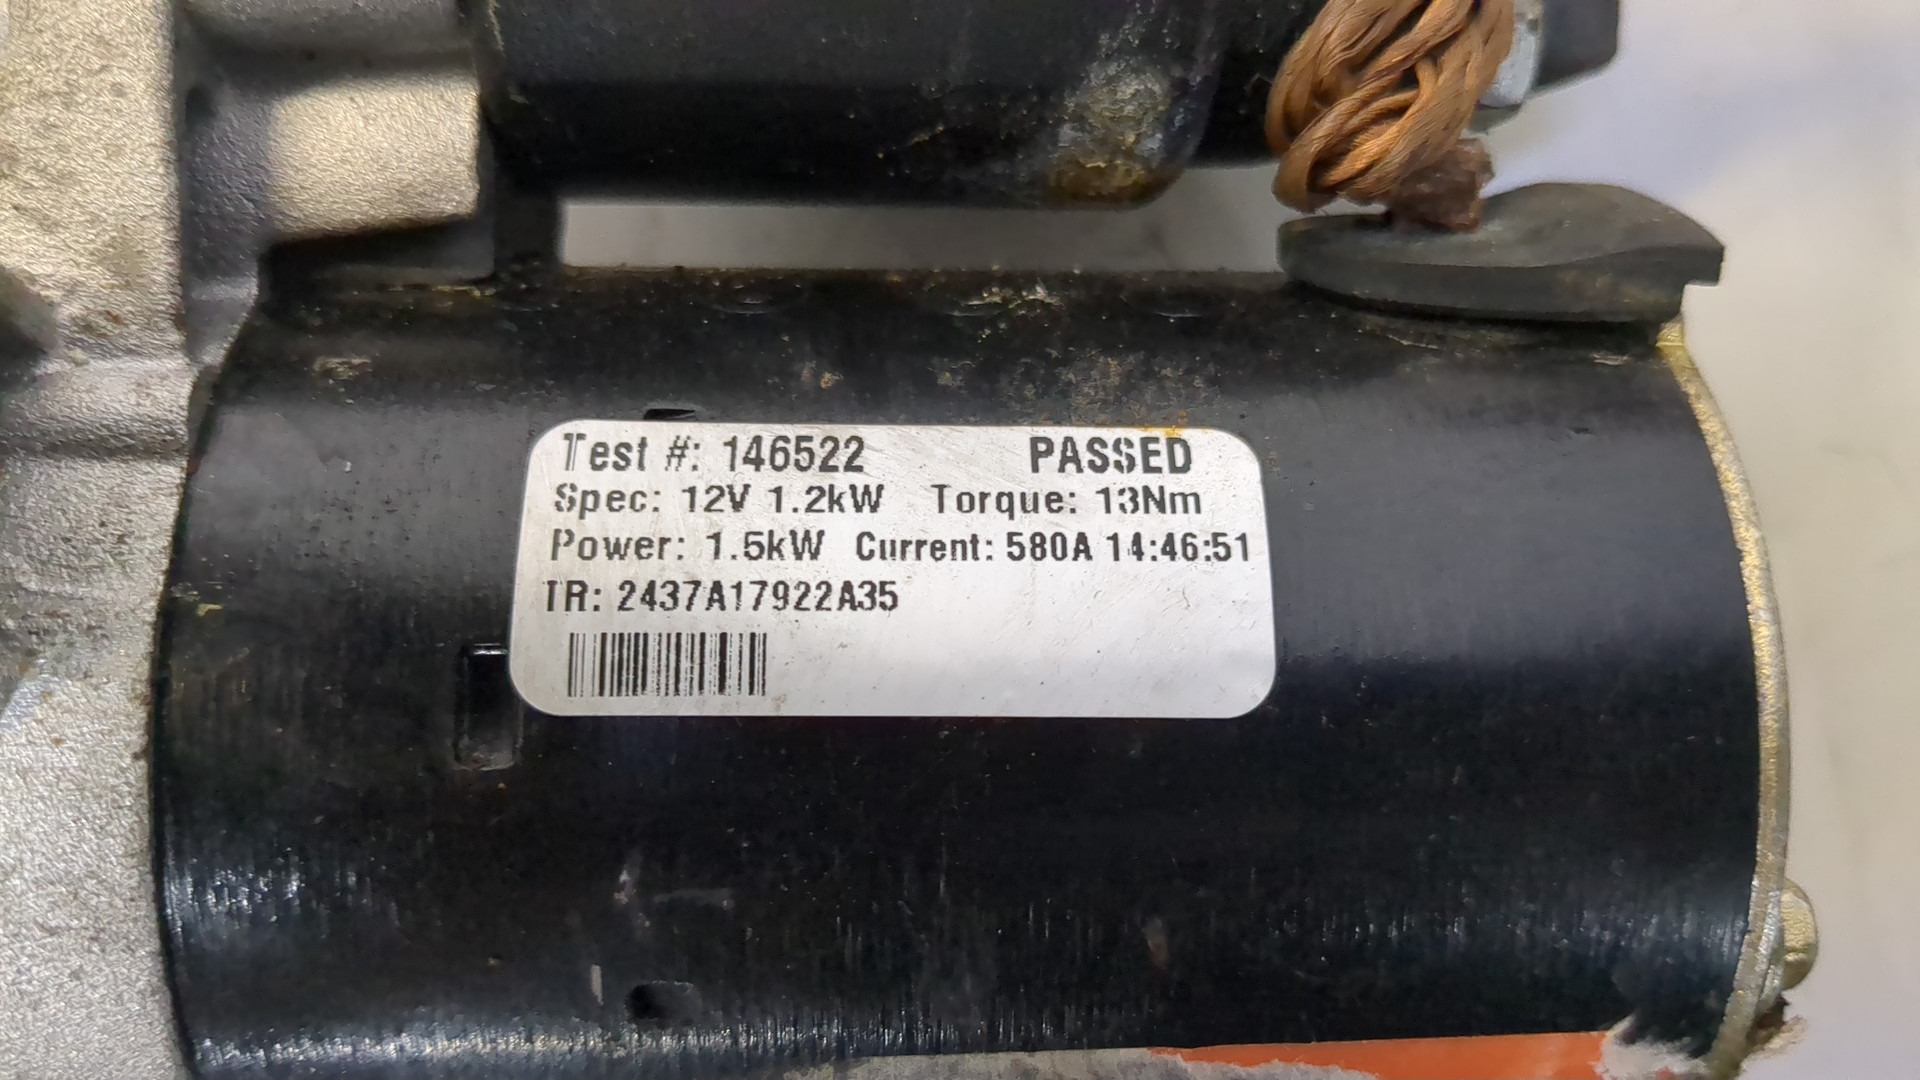 Test #: 146522 PASSED
Spec: 12V 1.2kW Torque: 13Nm
Power: 1.5kW Current: 580A 14:46:51
TR: 2437A17922A35